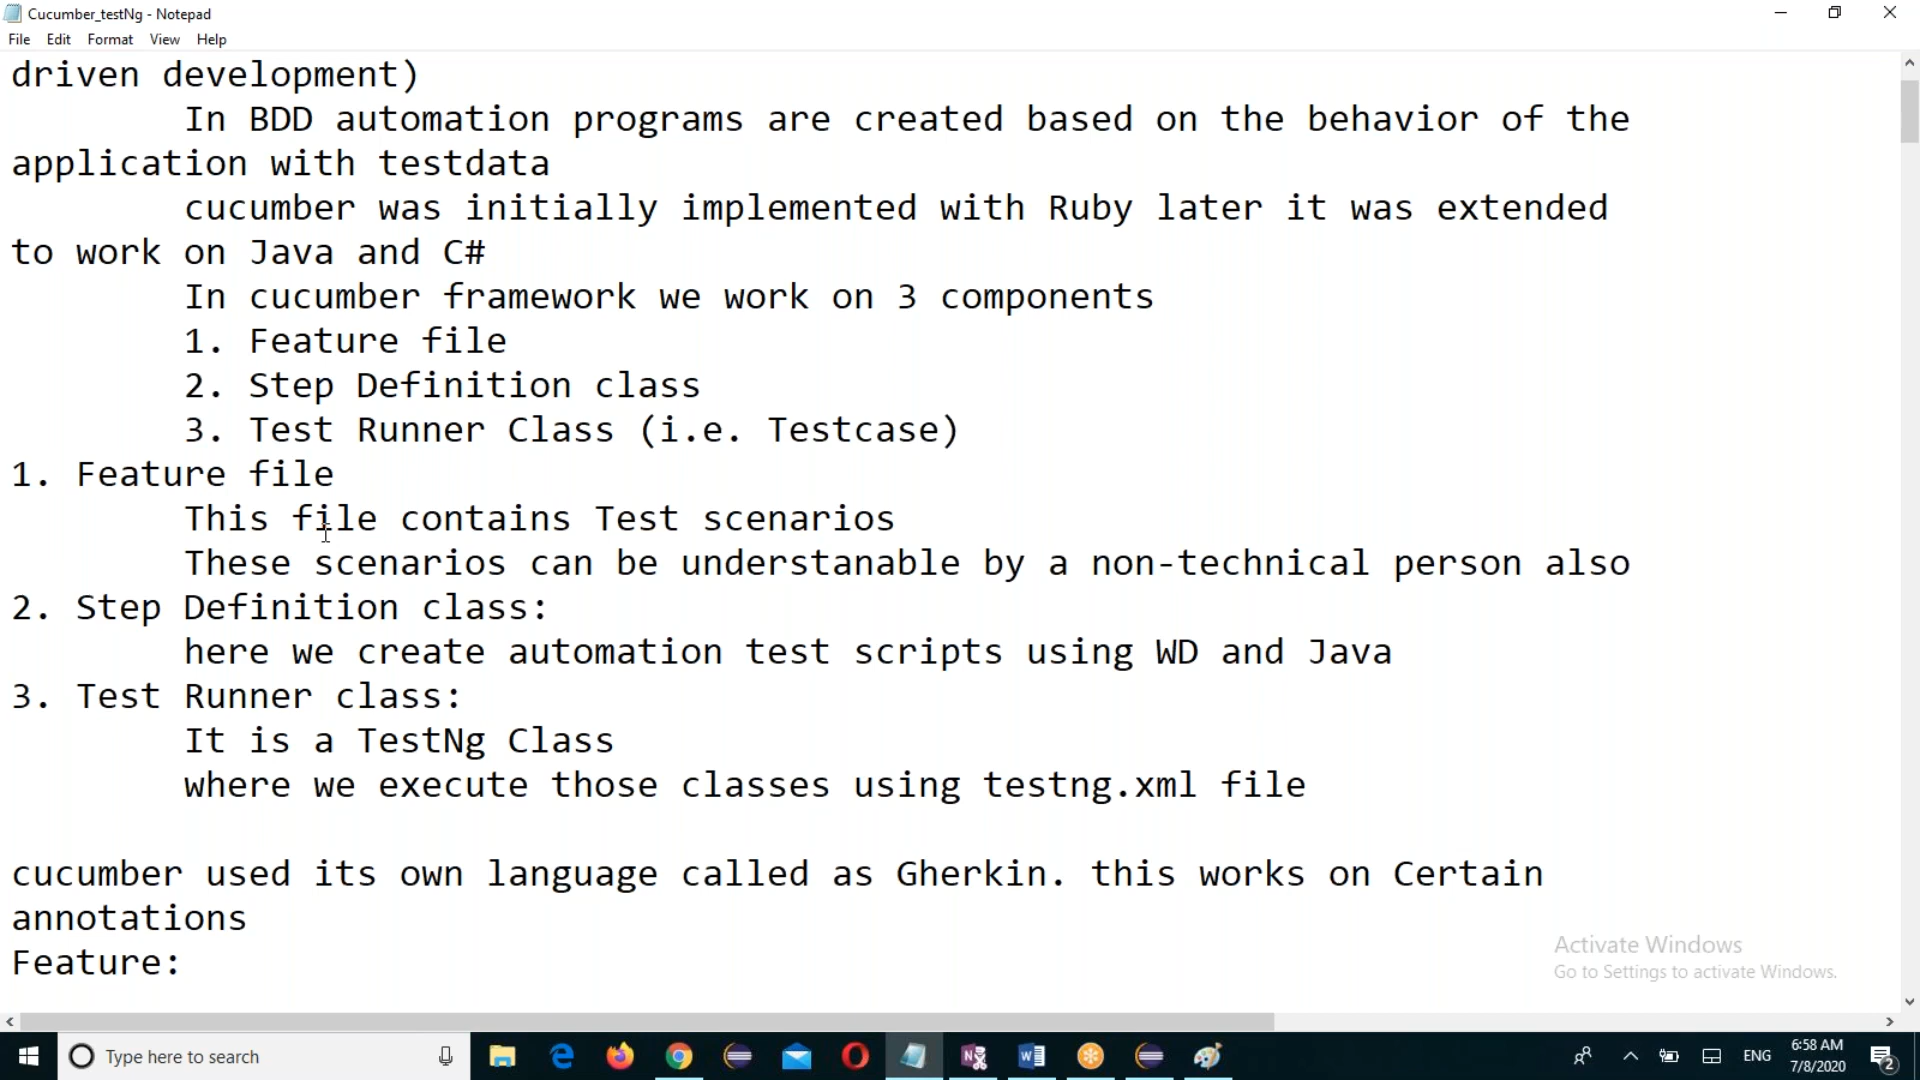 Cucumber_testNg - Notepad
File Edit Format View Help
driven development)
In BDD automation programs are created based on the behavior of the
application with testdata
cucumber was initially implemented with Ruby later it was extended
to work on Java and C#
In cucumber framework we work on 3 components
1. Feature file
2. Step Definition class
3. Test Runner Class (i.e. Testcase)
1. Feature file
This file contains Test scenarios
These scenarios can be understanable by a non-technical person also
2. Step Definition class:
here we create automation test scripts using WD and Java
3. Test Runner class:
It is a TestNg Class
where we execute those classes using testng.xml file
cucumber used its own language called as Gherkin. this works on Certain
annotations
Feature:
Activate Windows
Go to Settings to activate Windows.
Type here to search
ENG
6:58 AM
7/8/2020
2